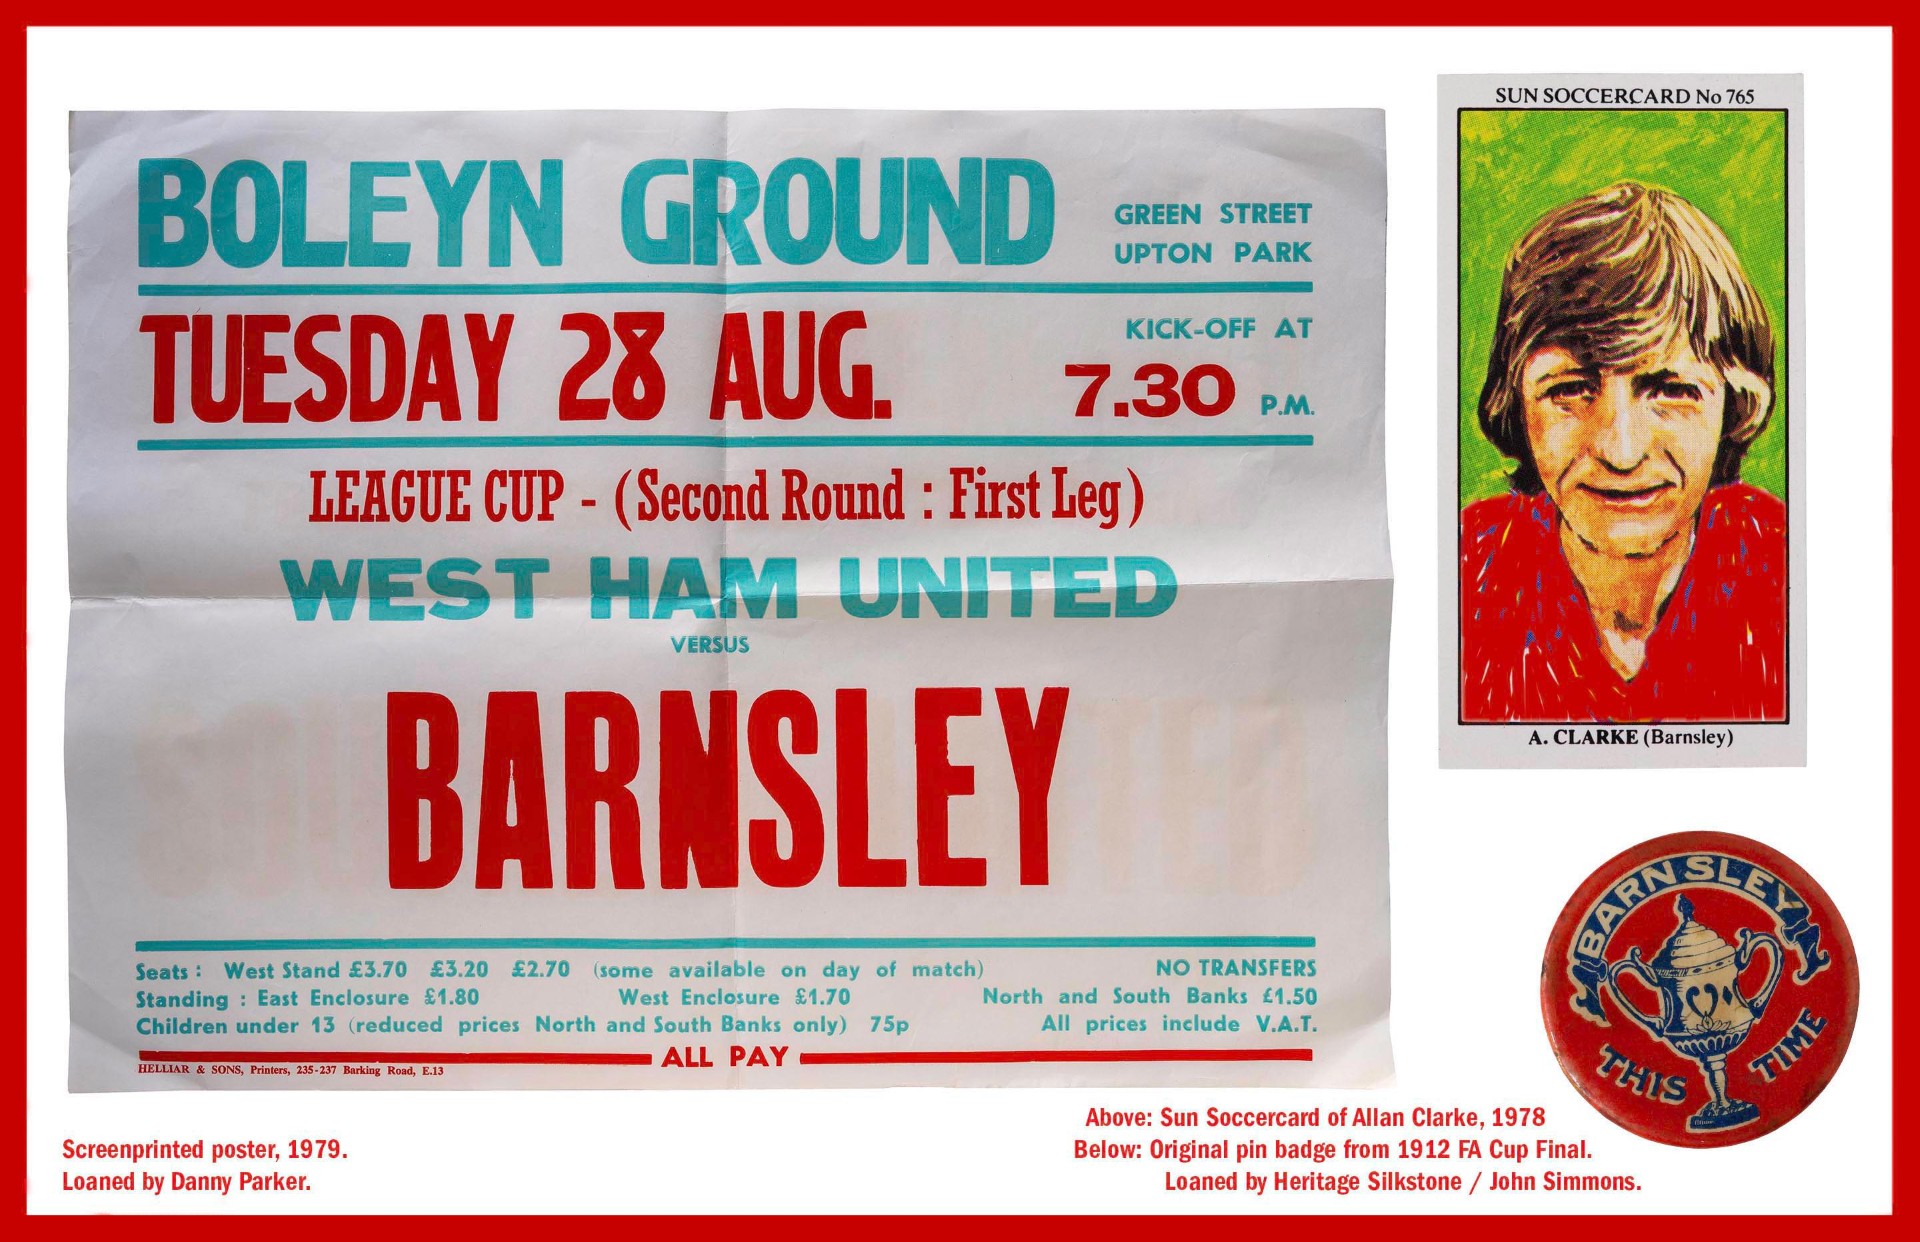 BOLEYN GROUND
GREEN STREET
UPTON PARK
TUESDAY 28 AUG.
KICK-OFF AT
7.30 P.M.
LEAGUE CUP - (Second Round : First Leg)
WEST HAM UNITED
VERSUS
BARNSLEY
Seats : West Stand £3.70 £3.20 £2.70 (some available on day of match) NO TRANSFERS
Standing : East Enclosure £1.80 West Enclosure £1.70 North and South Banks £1.50
Children under 13 (reduced prices North and South Banks only) 75p All prices include V.A.T.
ALL PAY
HELLIAR & SONS, Printers, 235-237 Barking Road, E.13
SUN SOCCERCARD No 765
A. CLARKE (Barnsley)
BARNSLEY
THIS TIME
Screenprinted poster, 1979.
Loaned by Danny Parker.
Above: Sun Soccercard of Allan Clarke, 1978
Below: Original pin badge from 1912 FA Cup Final.
Loaned by Heritage Silkstone / John Simmons.